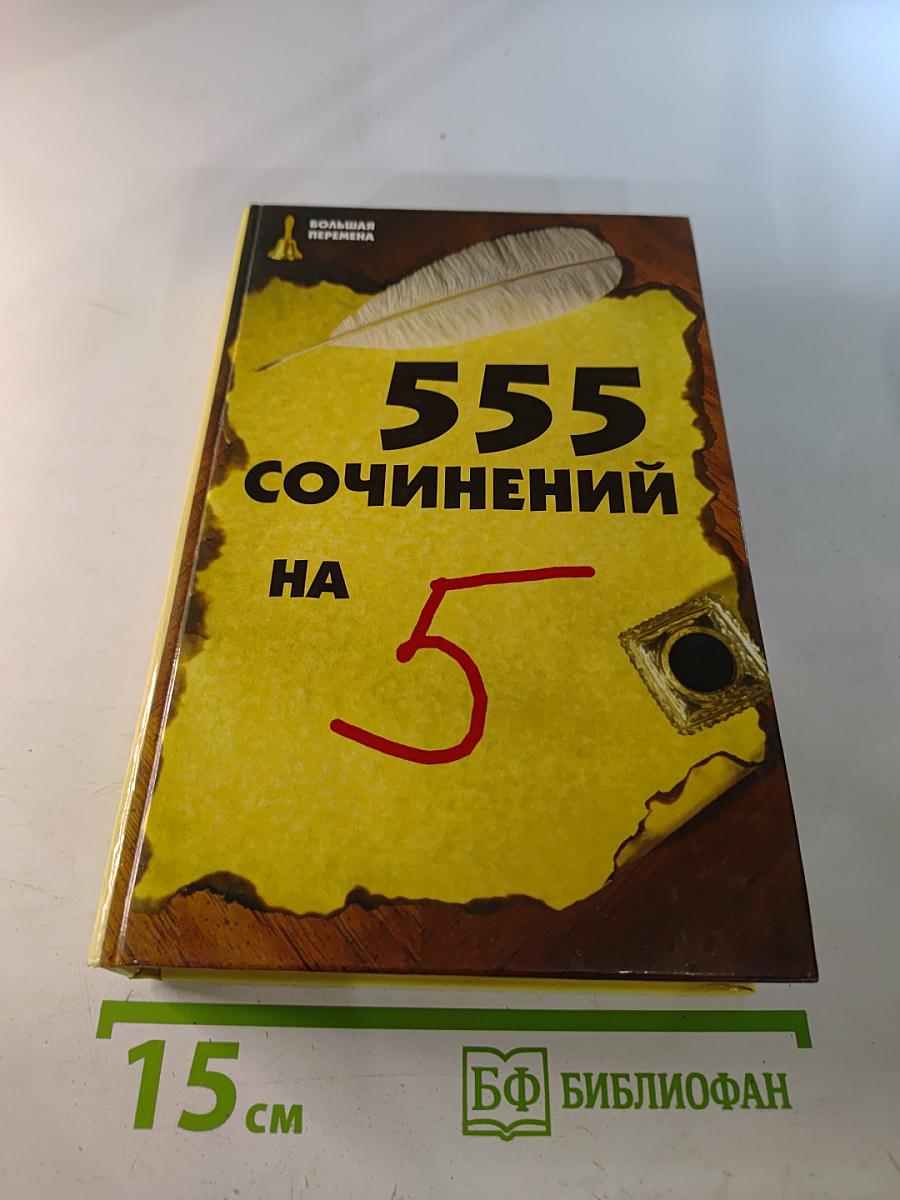 БОЛЬШАЯ
ПЕРЕМЕНА
555
СОЧИНЕНИЙ
НА 5
15 см
БФ БИБЛИОФАН